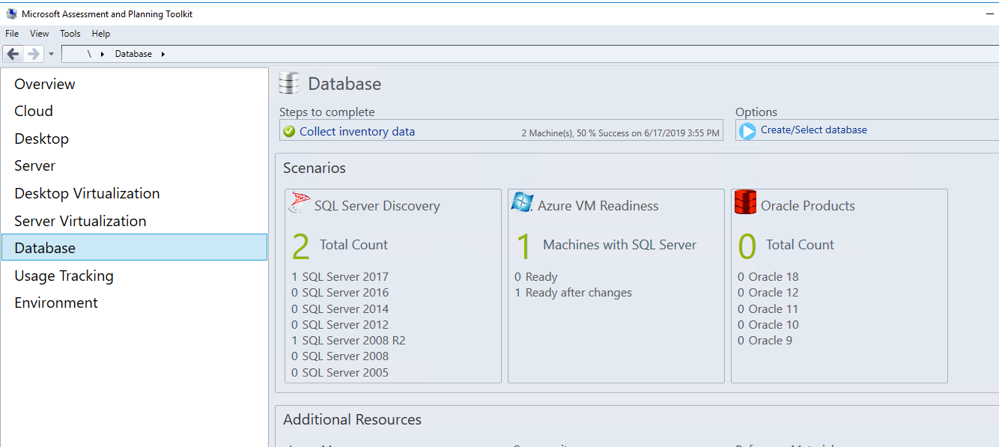 Microsoft Assessment and Planning Toolkit
File View Tools Help
\ Database
Overview
Cloud
Desktop
Server
Desktop Virtualization
Server Virtualization
Database
Usage Tracking
Environment
Database
Steps to complete
Collect inventory data 2 Machine(s), 50 % Success on 6/17/2019 3:55 PM
Options
Create/Select database
Scenarios
SQL Server Discovery
2 Total Count
1 SQL Server 2017
0 SQL Server 2016
0 SQL Server 2014
0 SQL Server 2012
1 SQL Server 2008 R2
0 SQL Server 2008
0 SQL Server 2005
Azure VM Readiness
1 Machines with SQL Server
0 Ready
1 Ready after changes
Oracle Products
0 Total Count
0 Oracle 18
0 Oracle 12
0 Oracle 11
0 Oracle 10
0 Oracle 9
Additional Resources